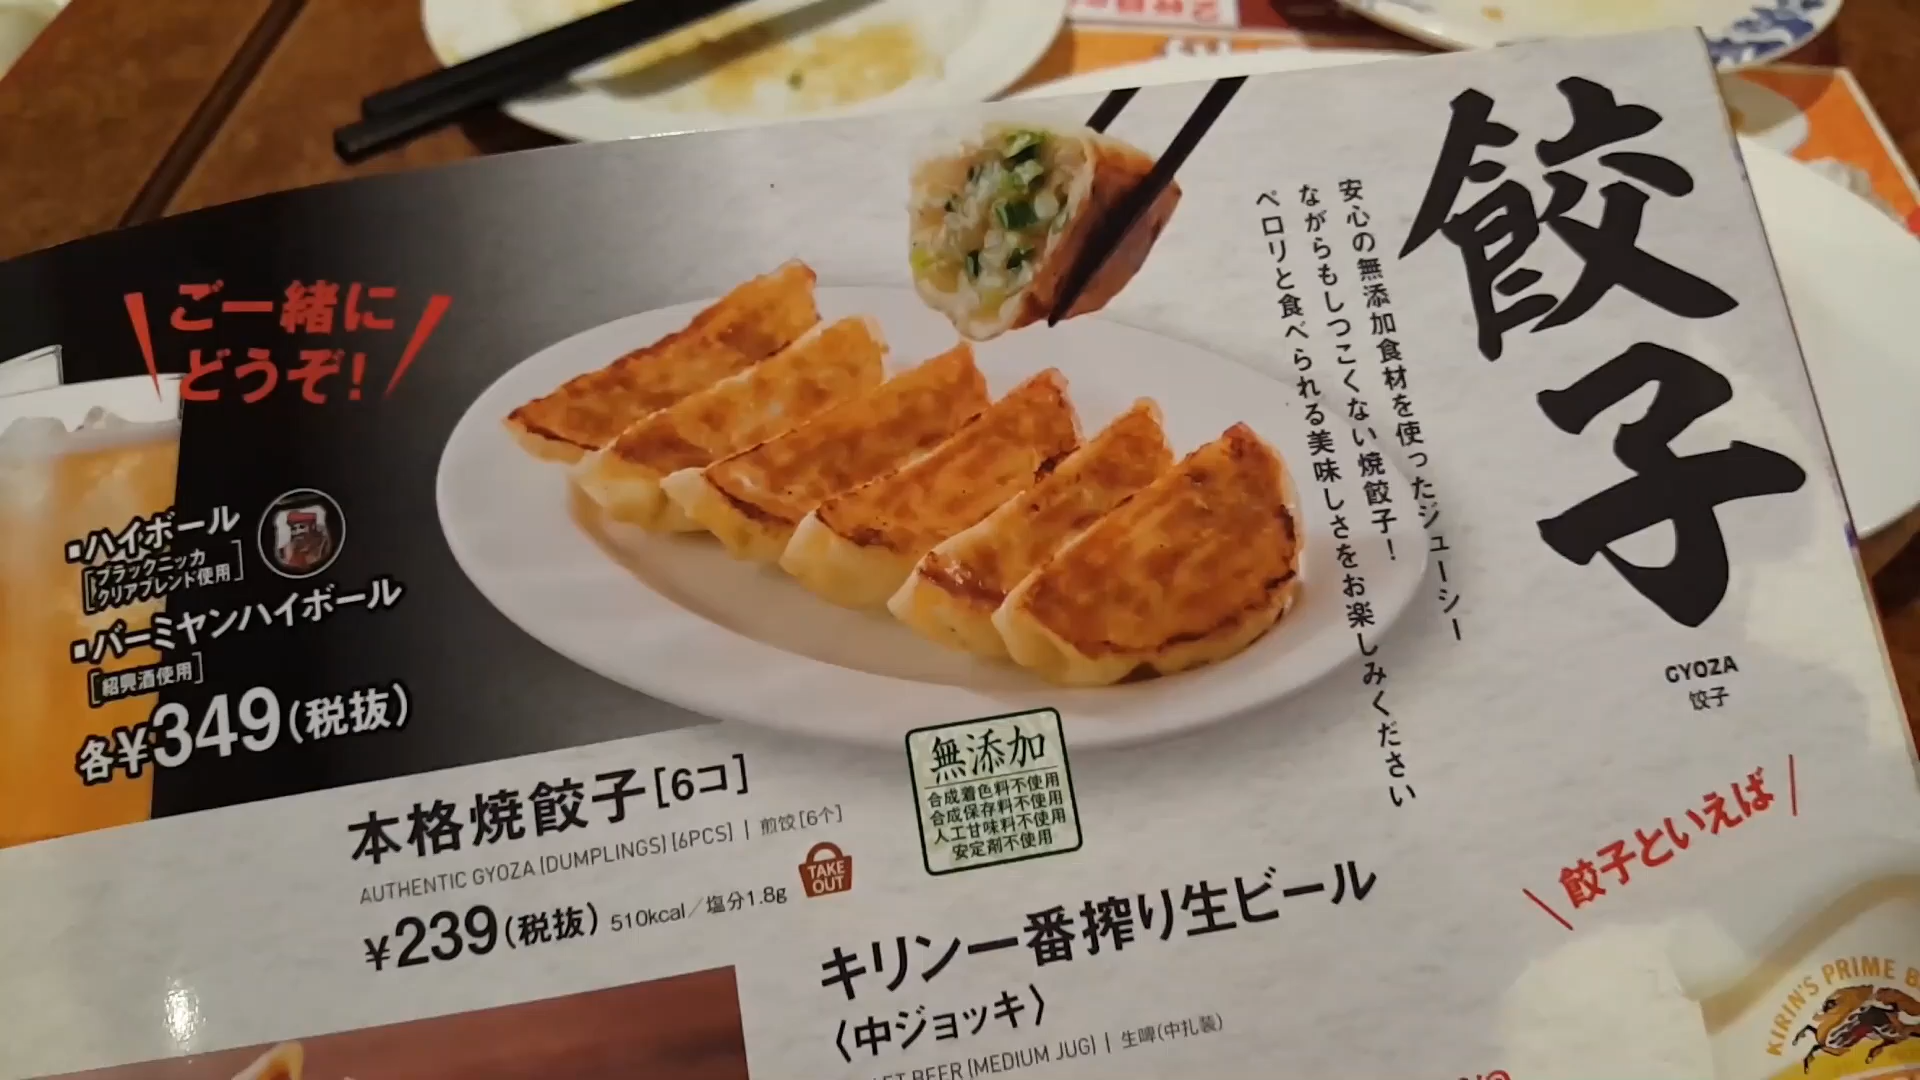 餃子
GYOZA
饺子
安心の無添加食材を使ったジューシー
ながらもしつこくない焼餃子!
ペロリと食べられる美味しさをお楽しみください
ご一緒に
どうぞ!
▪ハイボール
[ブラックニッカ
クリアブレンド使用]
▪バーミヤンハイボール
[紹興酒使用]
各¥349(税抜)
本格焼餃子[6コ]
AUTHENTIC GYOZA (DUMPLINGS) [6PCS] | 煎饺[6个]
¥239(税抜) 510kcal/塩分1.8g
TAKE
OUT
無添加
合成着色料不使用
合成保存料不使用
人工甘味料不使用
安定剤不使用
餃子といえば
キリン一番搾り生ビール
〈中ジョッキ〉
BEER (MEDIUM JUG) | 生啤(中扎装)
KIRIN'S PRIME